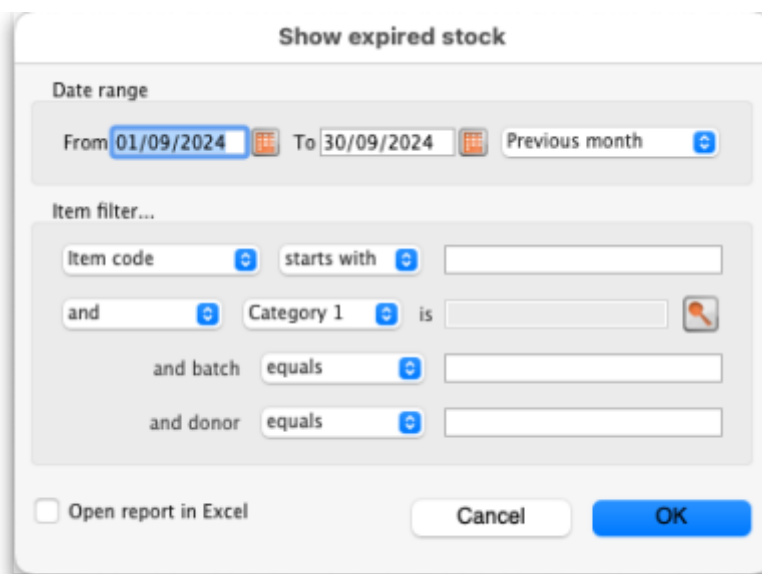 Show expired stock
Date range
From 01/09/2024 To 30/09/2024 Previous month
Item filter...
Item code starts with
and Category 1 is
and batch equals
and donor equals
Open report in Excel Cancel OK